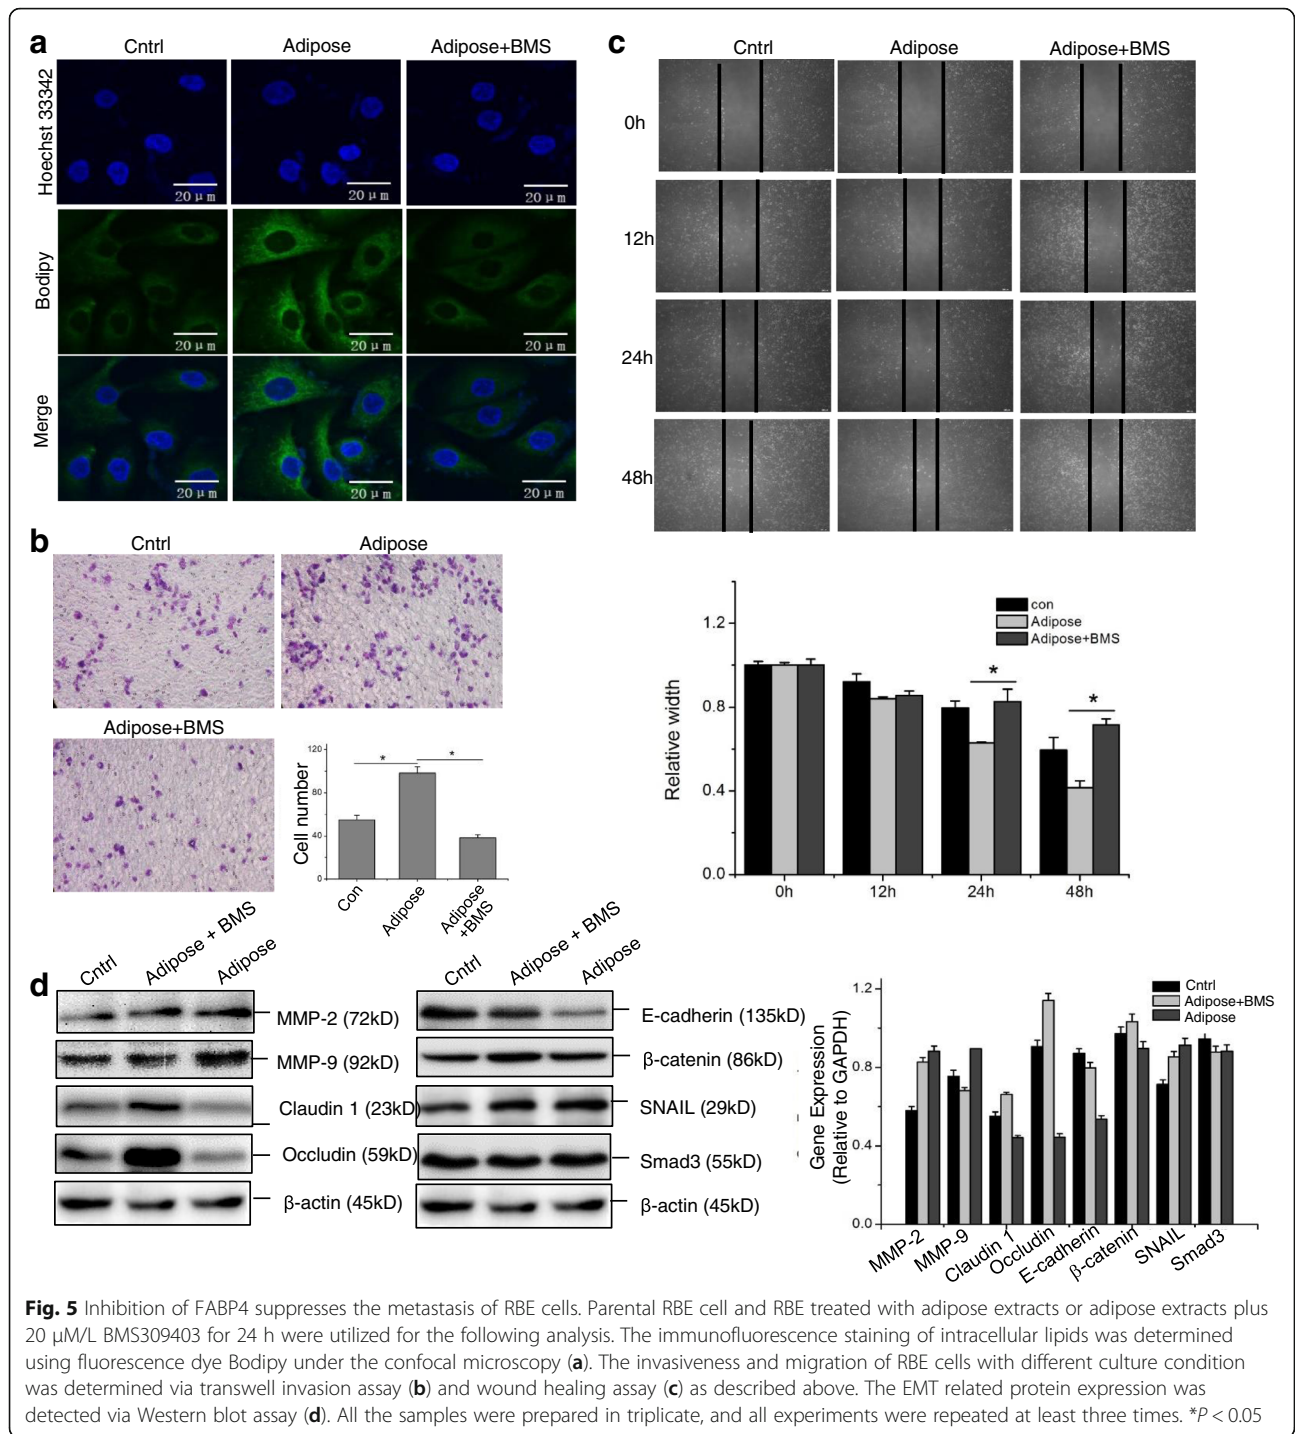 a
Cntrl
Adipose
Adipose+BMS
Hoechst 33342
20 μm
20 μm
20 μm
Bodipy
20 μm
20 μm
20 μm
Merge
20 μm
20 μm
20 μm
b
Cntrl
Adipose
Adipose+BMS
Cell number
120
80
40
0
*
*
Con
Adipose
Adipose
+BMS
c
Cntrl
Adipose
Adipose+BMS
0h
12h
24h
48h
Relative width
1.2
0.8
0.4
0.0
con
Adipose
Adipose+BMS
*
*
0h
12h
24h
48h
d
Cntrl
Adipose + BMS
Adipose
MMP-2 (72kD)
MMP-9 (92kD)
Claudin 1 (23kD)
Occludin (59kD)
β-actin (45kD)
Cntrl
Adipose + BMS
Adipose
E-cadherin (135kD)
β-catenin (86kD)
SNAIL (29kD)
Smad3 (55kD)
β-actin (45kD)
Gene Expression
(Relative to GAPDH)
1.2
0.8
0.4
0.0
Cntrl
Adipose+BMS
Adipose
MMP-2
MMP-9
Claudin 1
Occludin
E-cadherin
β-catenin
SNAIL
Smad3
Fig. 5 Inhibition of FABP4 suppresses the metastasis of RBE cells. Parental RBE cell and RBE treated with adipose extracts or adipose extracts plus
20 μM/L BMS309403 for 24 h were utilized for the following analysis. The immunofluorescence staining of intracellular lipids was determined
using fluorescence dye Bodipy under the confocal microscopy (a). The invasiveness and migration of RBE cells with different culture condition
was determined via transwell invasion assay (b) and wound healing assay (c) as described above. The EMT related protein expression was
detected via Western blot assay (d). All the samples were prepared in triplicate, and all experiments were repeated at least three times. *P < 0.05